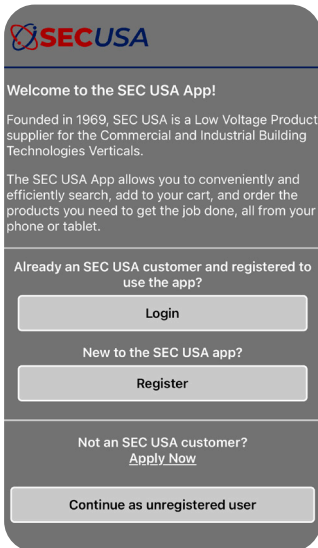 SECUSA
Welcome to the SEC USA App!
Founded in 1969, SEC USA is a Low Voltage Product
supplier for the Commercial and Industrial Building
Technologies Verticals.
The SEC USA App allows you to conveniently and
efficiently search, add to your cart, and order the
products you need to get the job done, all from your
phone or tablet.
Already an SEC USA customer and registered to
use the app?
Login
New to the SEC USA app?
Register
Not an SEC USA customer?
Apply Now
Continue as unregistered user